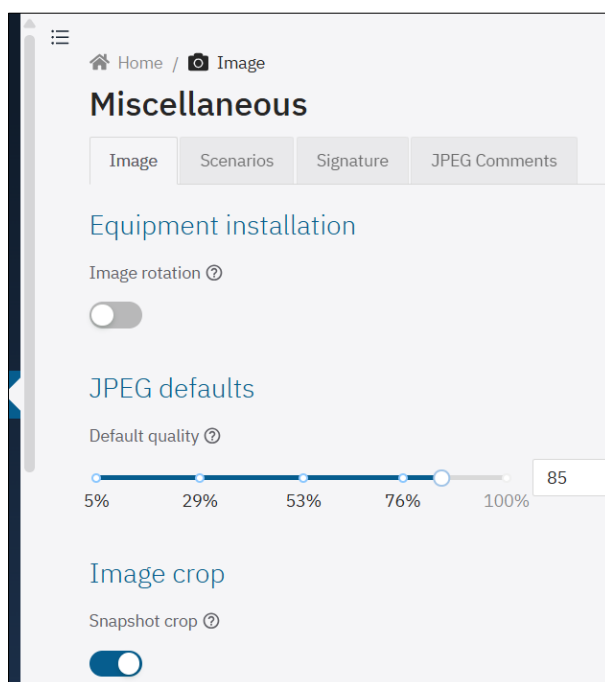 Home / Image
Miscellaneous
Image Scenarios Signature JPEG Comments
Equipment installation
Image rotation
JPEG defaults
Default quality
85
5% 29% 53% 76% 100%
Image crop
Snapshot crop